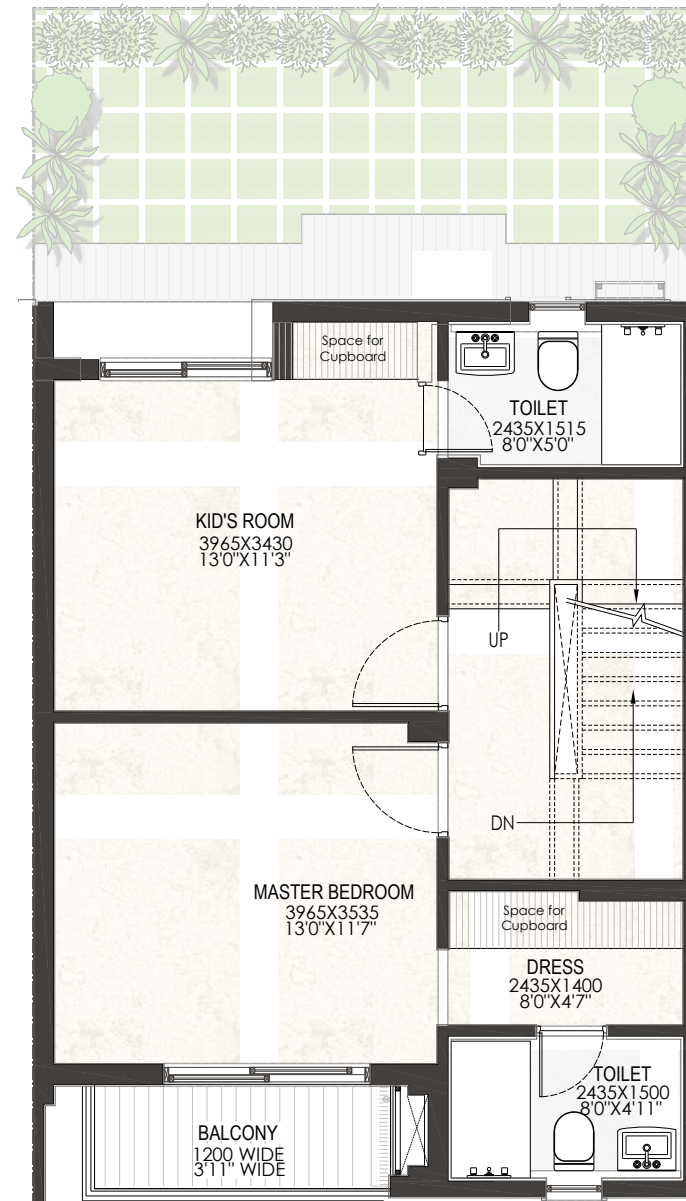 Space for
Cupboard
TOILET
2435X1515
8'0"X5'0"
KID'S ROOM
3965X3430
13'0"X11'3"
UP
DN
MASTER BEDROOM
3965X3535
13'0"X11'7"
Space for
Cupboard
DRESS
2435X1400
8'0"X4'7"
TOILET
2435X1500
8'0"X4'11"
BALCONY
1200 WIDE
3'11" WIDE